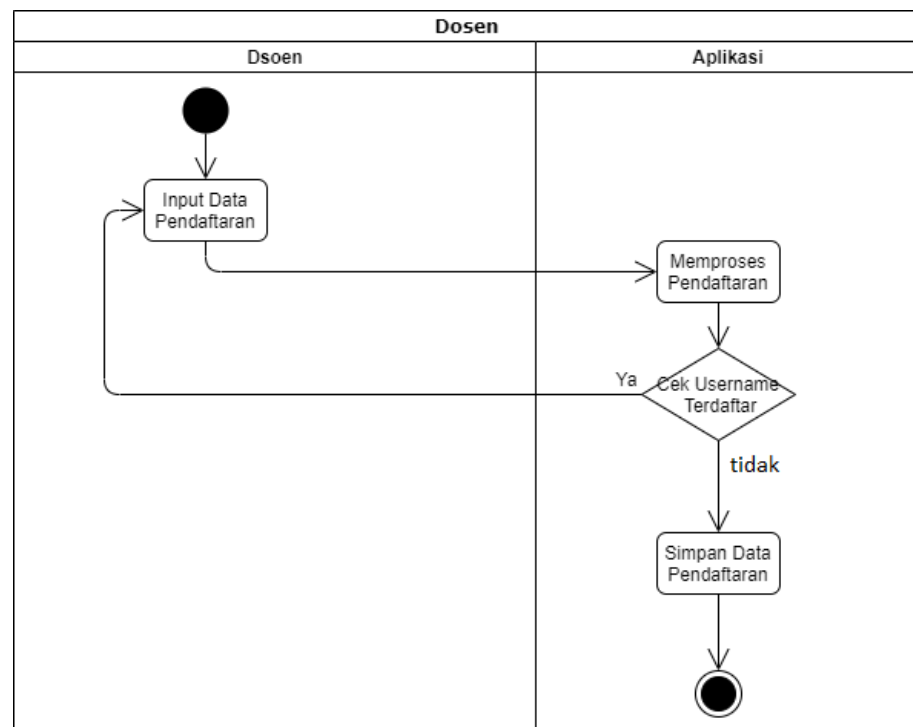 Dosen
Dsoen
Aplikasi
Input Data
Pendaftaran
Memproses
Pendaftaran
Ya
Cek Username
Terdaftar
tidak
Simpan Data
Pendaftaran